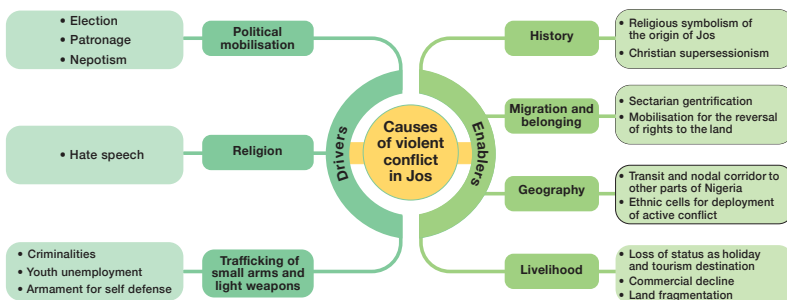 • Election
• Patronage
• Nepotism
Political
mobilisation
• Hate speech
Religion
• Criminalities
• Youth unemployment
• Armament for self defense
Trafficking of
small arms and
light weapons
Drivers
Causes
of violent
conflict
in Jos
Enablers
History
• Religious symbolism of
the origin of Jos
• Christian supersessionism
Migration and
belonging
• Sectarian gentrification
• Mobilisation for the reversal
of rights to the land
Geography
• Transit and nodal corridor to
other parts of Nigeria
• Ethnic cells for deployment
of active conflict
Livelihood
• Loss of status as holiday
and tourism destination
• Commercial decline
• Land fragmentation